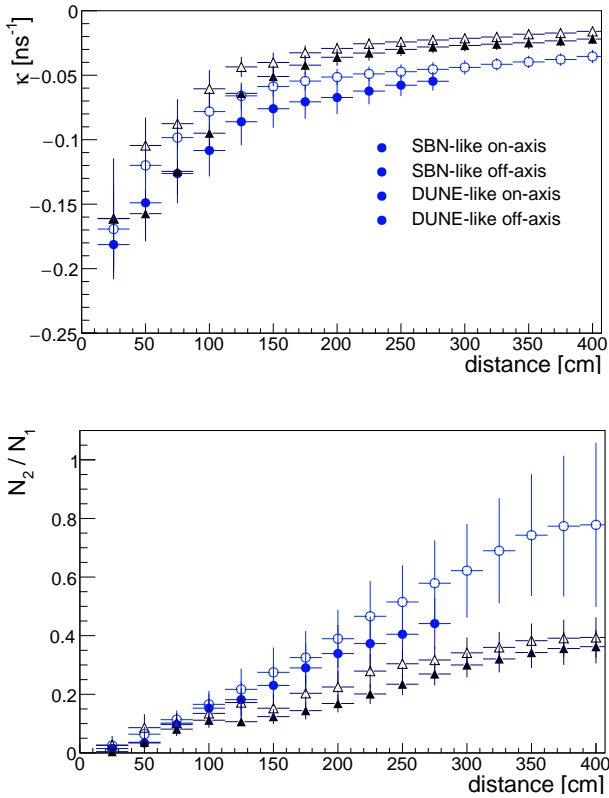 0
−0.05
−0.1
−0.15
−0.2
−0.25
κ [ns⁻¹]
SBN-like on-axis
SBN-like off-axis
DUNE-like on-axis
DUNE-like off-axis
0 50 100 150 200 250 300 350 400
distance [cm]
N₂ / N₁
1
0.8
0.6
0.4
0.2
0
0 50 100 150 200 250 300 350 400
distance [cm]